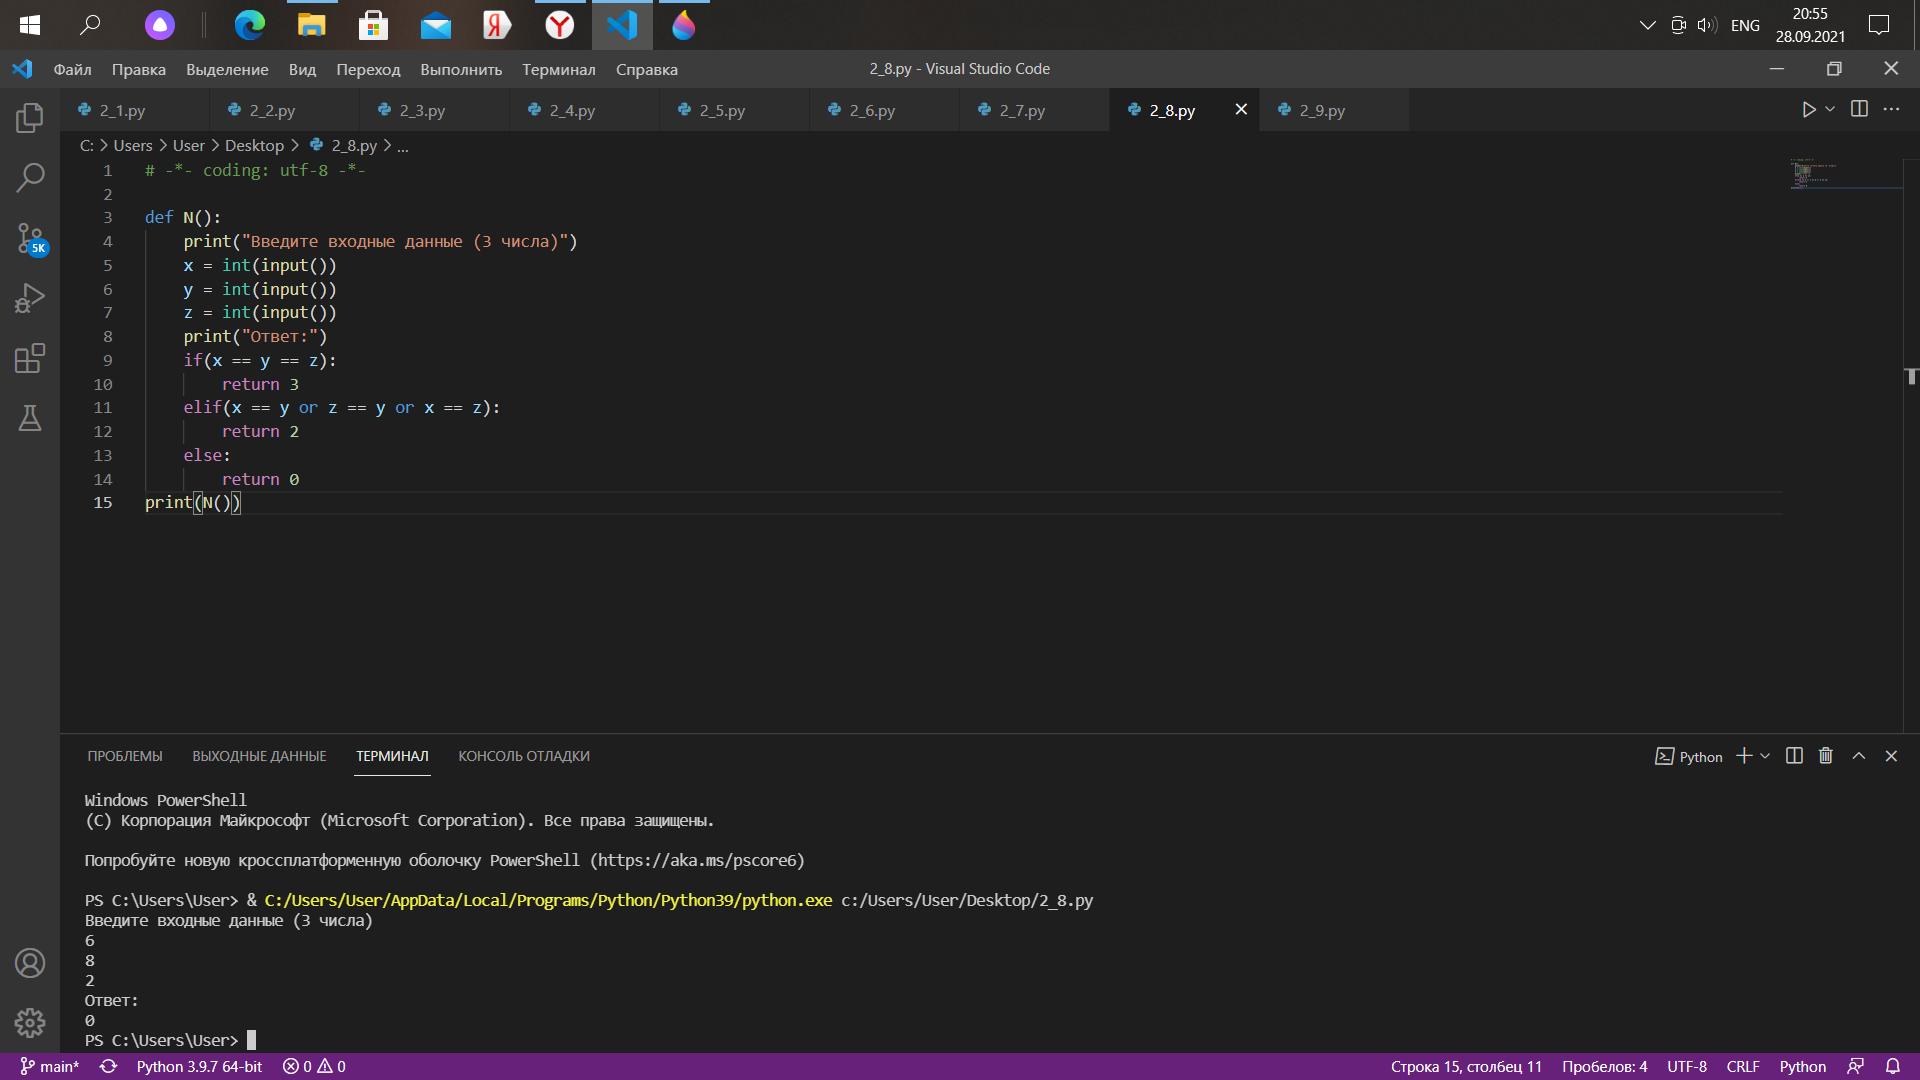 ENG
20:55
28.09.2021
Файл Правка Выделение Вид Переход Выполнить Терминал Справка
2_8.py - Visual Studio Code
2_1.py 2_2.py 2_3.py 2_4.py 2_5.py 2_6.py 2_7.py 2_8.py 2_9.py
C: > Users > User > Desktop > 2_8.py > ...
1 # -*- coding: utf-8 -*-
2
3 def N():
4 print("Введите входные данные (3 числа)")
5 x = int(input())
6 y = int(input())
7 z = int(input())
8 print("Ответ:")
9 if(x == y == z):
10 return 3
11 elif(x == y or z == y or x == z):
12 return 2
13 else:
14 return 0
15 print(N())
5K
ПРОБЛЕМЫ ВЫХОДНЫЕ ДАННЫЕ ТЕРМИНАЛ КОНСОЛЬ ОТЛАДКИ
Python
Windows PowerShell
(C) Корпорация Майкрософт (Microsoft Corporation). Все права защищены.
Попробуйте новую кроссплатформенную оболочку PowerShell (https://aka.ms/pscore6)
PS C:\Users\User> & C:/Users/User/AppData/Local/Programs/Python/Python39/python.exe c:/Users/User/Desktop/2_8.py
Введите входные данные (3 числа)
6
8
2
Ответ:
0
PS C:\Users\User>
main* Python 3.9.7 64-bit 0 0 Строка 15, столбец 11 Пробелов: 4 UTF-8 CRLF Python